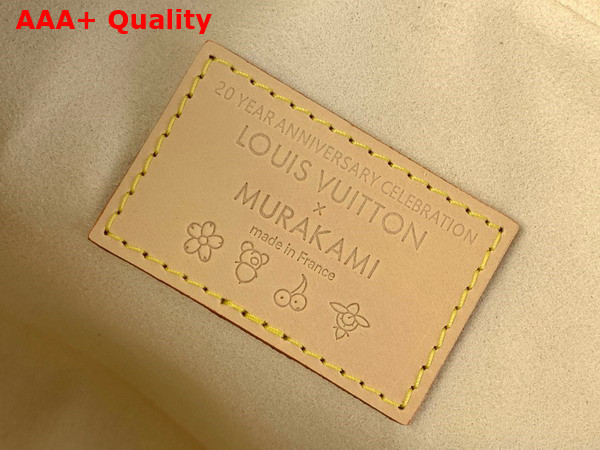 AAA+ Quality
20 YEAR ANNIVERSARY CELEBRATION
LOUIS VUITTON
x
MURAKAMI
made in France